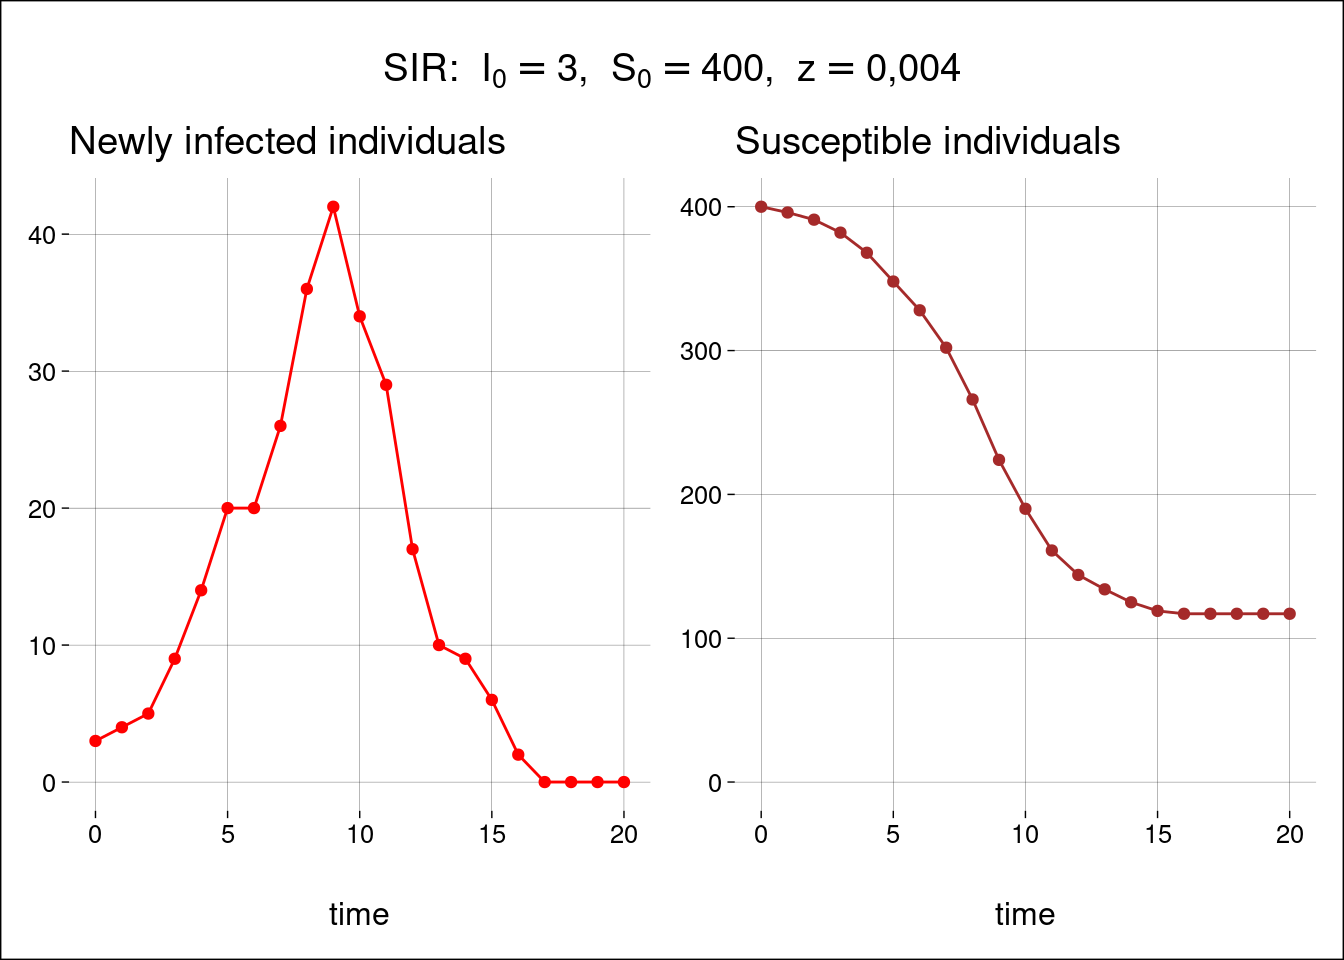 SIR: I₀ = 3, S₀ = 400, z = 0,004
Newly infected individuals
40
30
20
10
0
0 5 10 15 20
time
Susceptible individuals
400
300
200
100
0
0 5 10 15 20
time